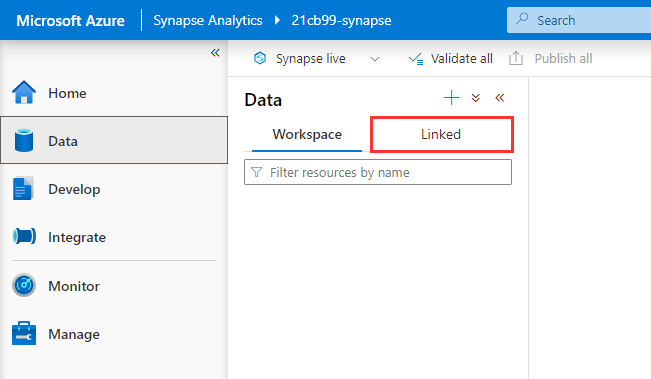 Microsoft Azure Synapse Analytics 21cb99-synapse Search
Synapse live Validate all Publish all
Home
Data
Develop
Integrate
Monitor
Manage
Data
Workspace Linked
Filter resources by name